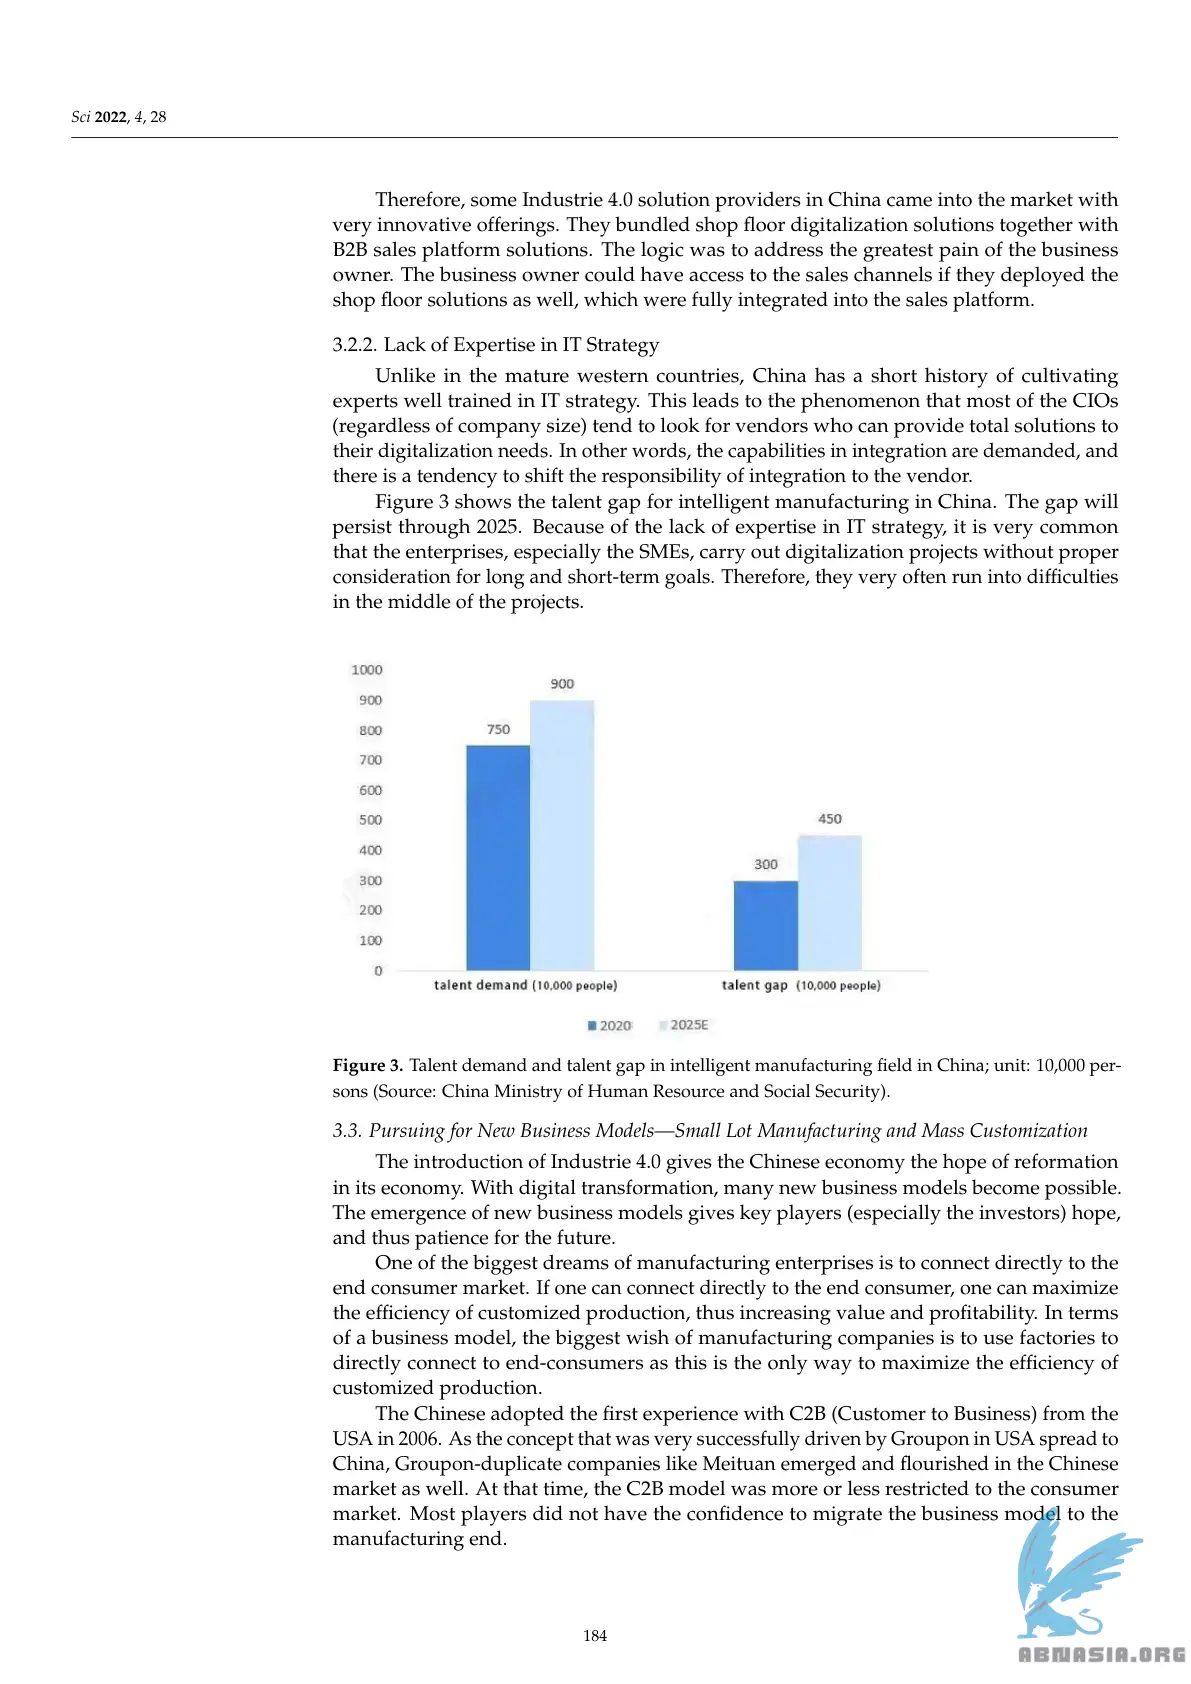 Sci 2022, 4, 28
Therefore, some Industrie 4.0 solution providers in China came into the market with
very innovative offerings. They bundled shop floor digitalization solutions together with
B2B sales platform solutions. The logic was to address the greatest pain of the business
owner. The business owner could have access to the sales channels if they deployed the
shop floor solutions as well, which were fully integrated into the sales platform.
3.2.2. Lack of Expertise in IT Strategy
Unlike in the mature western countries, China has a short history of cultivating
experts well trained in IT strategy. This leads to the phenomenon that most of the CIOs
(regardless of company size) tend to look for vendors who can provide total solutions to
their digitalization needs. In other words, the capabilities in integration are demanded, and
there is a tendency to shift the responsibility of integration to the vendor.
Figure 3 shows the talent gap for intelligent manufacturing in China. The gap will
persist through 2025. Because of the lack of expertise in IT strategy, it is very common
that the enterprises, especially the SMEs, carry out digitalization projects without proper
consideration for long and short-term goals. Therefore, they very often run into difficulties
in the middle of the projects.
1000
900
800
700
600
500
400
300
200
100
0
750
900
300
450
talent demand (10,000 people)
talent gap (10,000 people)
2020
2025E
Figure 3. Talent demand and talent gap in intelligent manufacturing field in China; unit: 10,000 per-
sons (Source: China Ministry of Human Resource and Social Security).
3.3. Pursuing for New Business Models—Small Lot Manufacturing and Mass Customization
The introduction of Industrie 4.0 gives the Chinese economy the hope of reformation
in its economy. With digital transformation, many new business models become possible.
The emergence of new business models gives key players (especially the investors) hope,
and thus patience for the future.
One of the biggest dreams of manufacturing enterprises is to connect directly to the
end consumer market. If one can connect directly to the end consumer, one can maximize
the efficiency of customized production, thus increasing value and profitability. In terms
of a business model, the biggest wish of manufacturing companies is to use factories to
directly connect to end-consumers as this is the only way to maximize the efficiency of
customized production.
The Chinese adopted the first experience with C2B (Customer to Business) from the
USA in 2006. As the concept that was very successfully driven by Groupon in USA spread to
China, Groupon-duplicate companies like Meituan emerged and flourished in the Chinese
market as well. At that time, the C2B model was more or less restricted to the consumer
market. Most players did not have the confidence to migrate the business model to the
manufacturing end.
184
ABNASIA.ORG